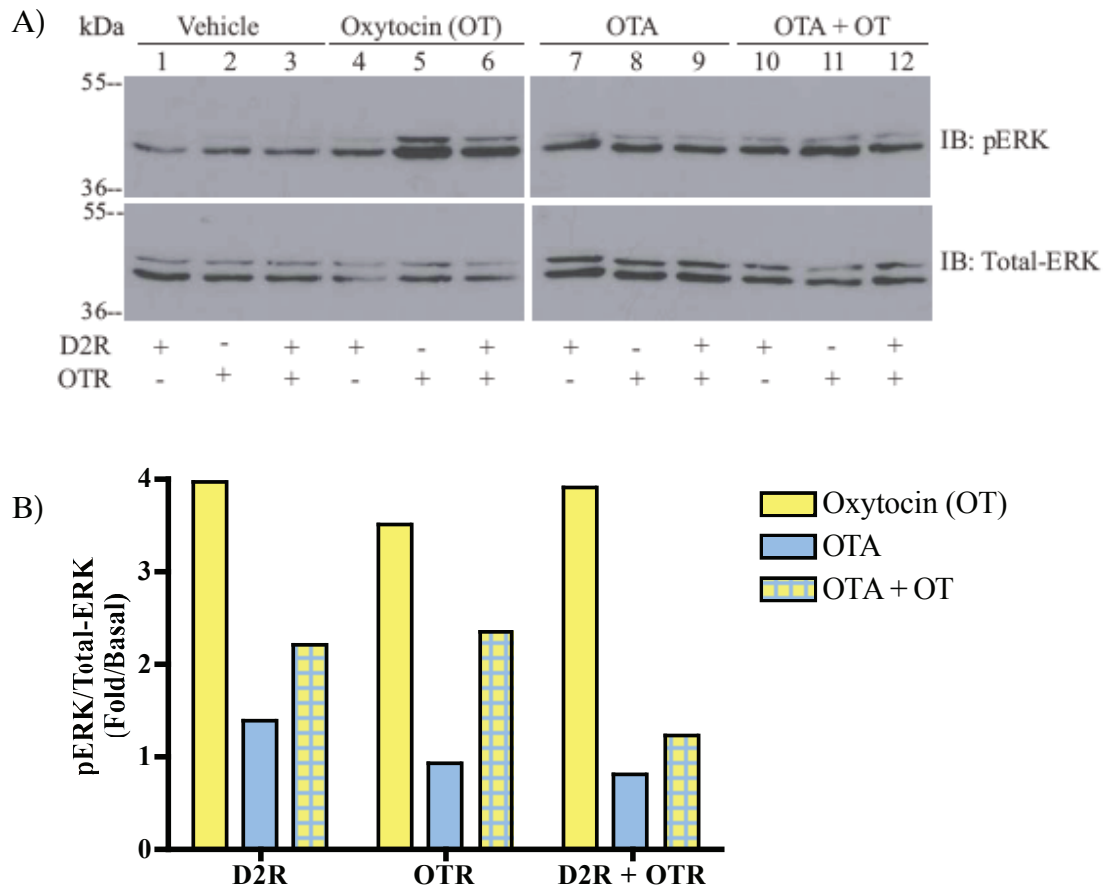 A)
kDa Vehicle Oxytocin (OT) OTA OTA + OT
1 2 3 4 5 6 7 8 9 10 11 12
55--
IB: pERK
36--
55--
IB: Total-ERK
36--
D2R + - + + - + + - + + - +
OTR - + + - + + - + + - + +
B)
pERK/Total-ERK
(Fold/Basal)
4
3
2
1
0
D2R OTR D2R + OTR
Oxytocin (OT)
OTA
OTA + OT